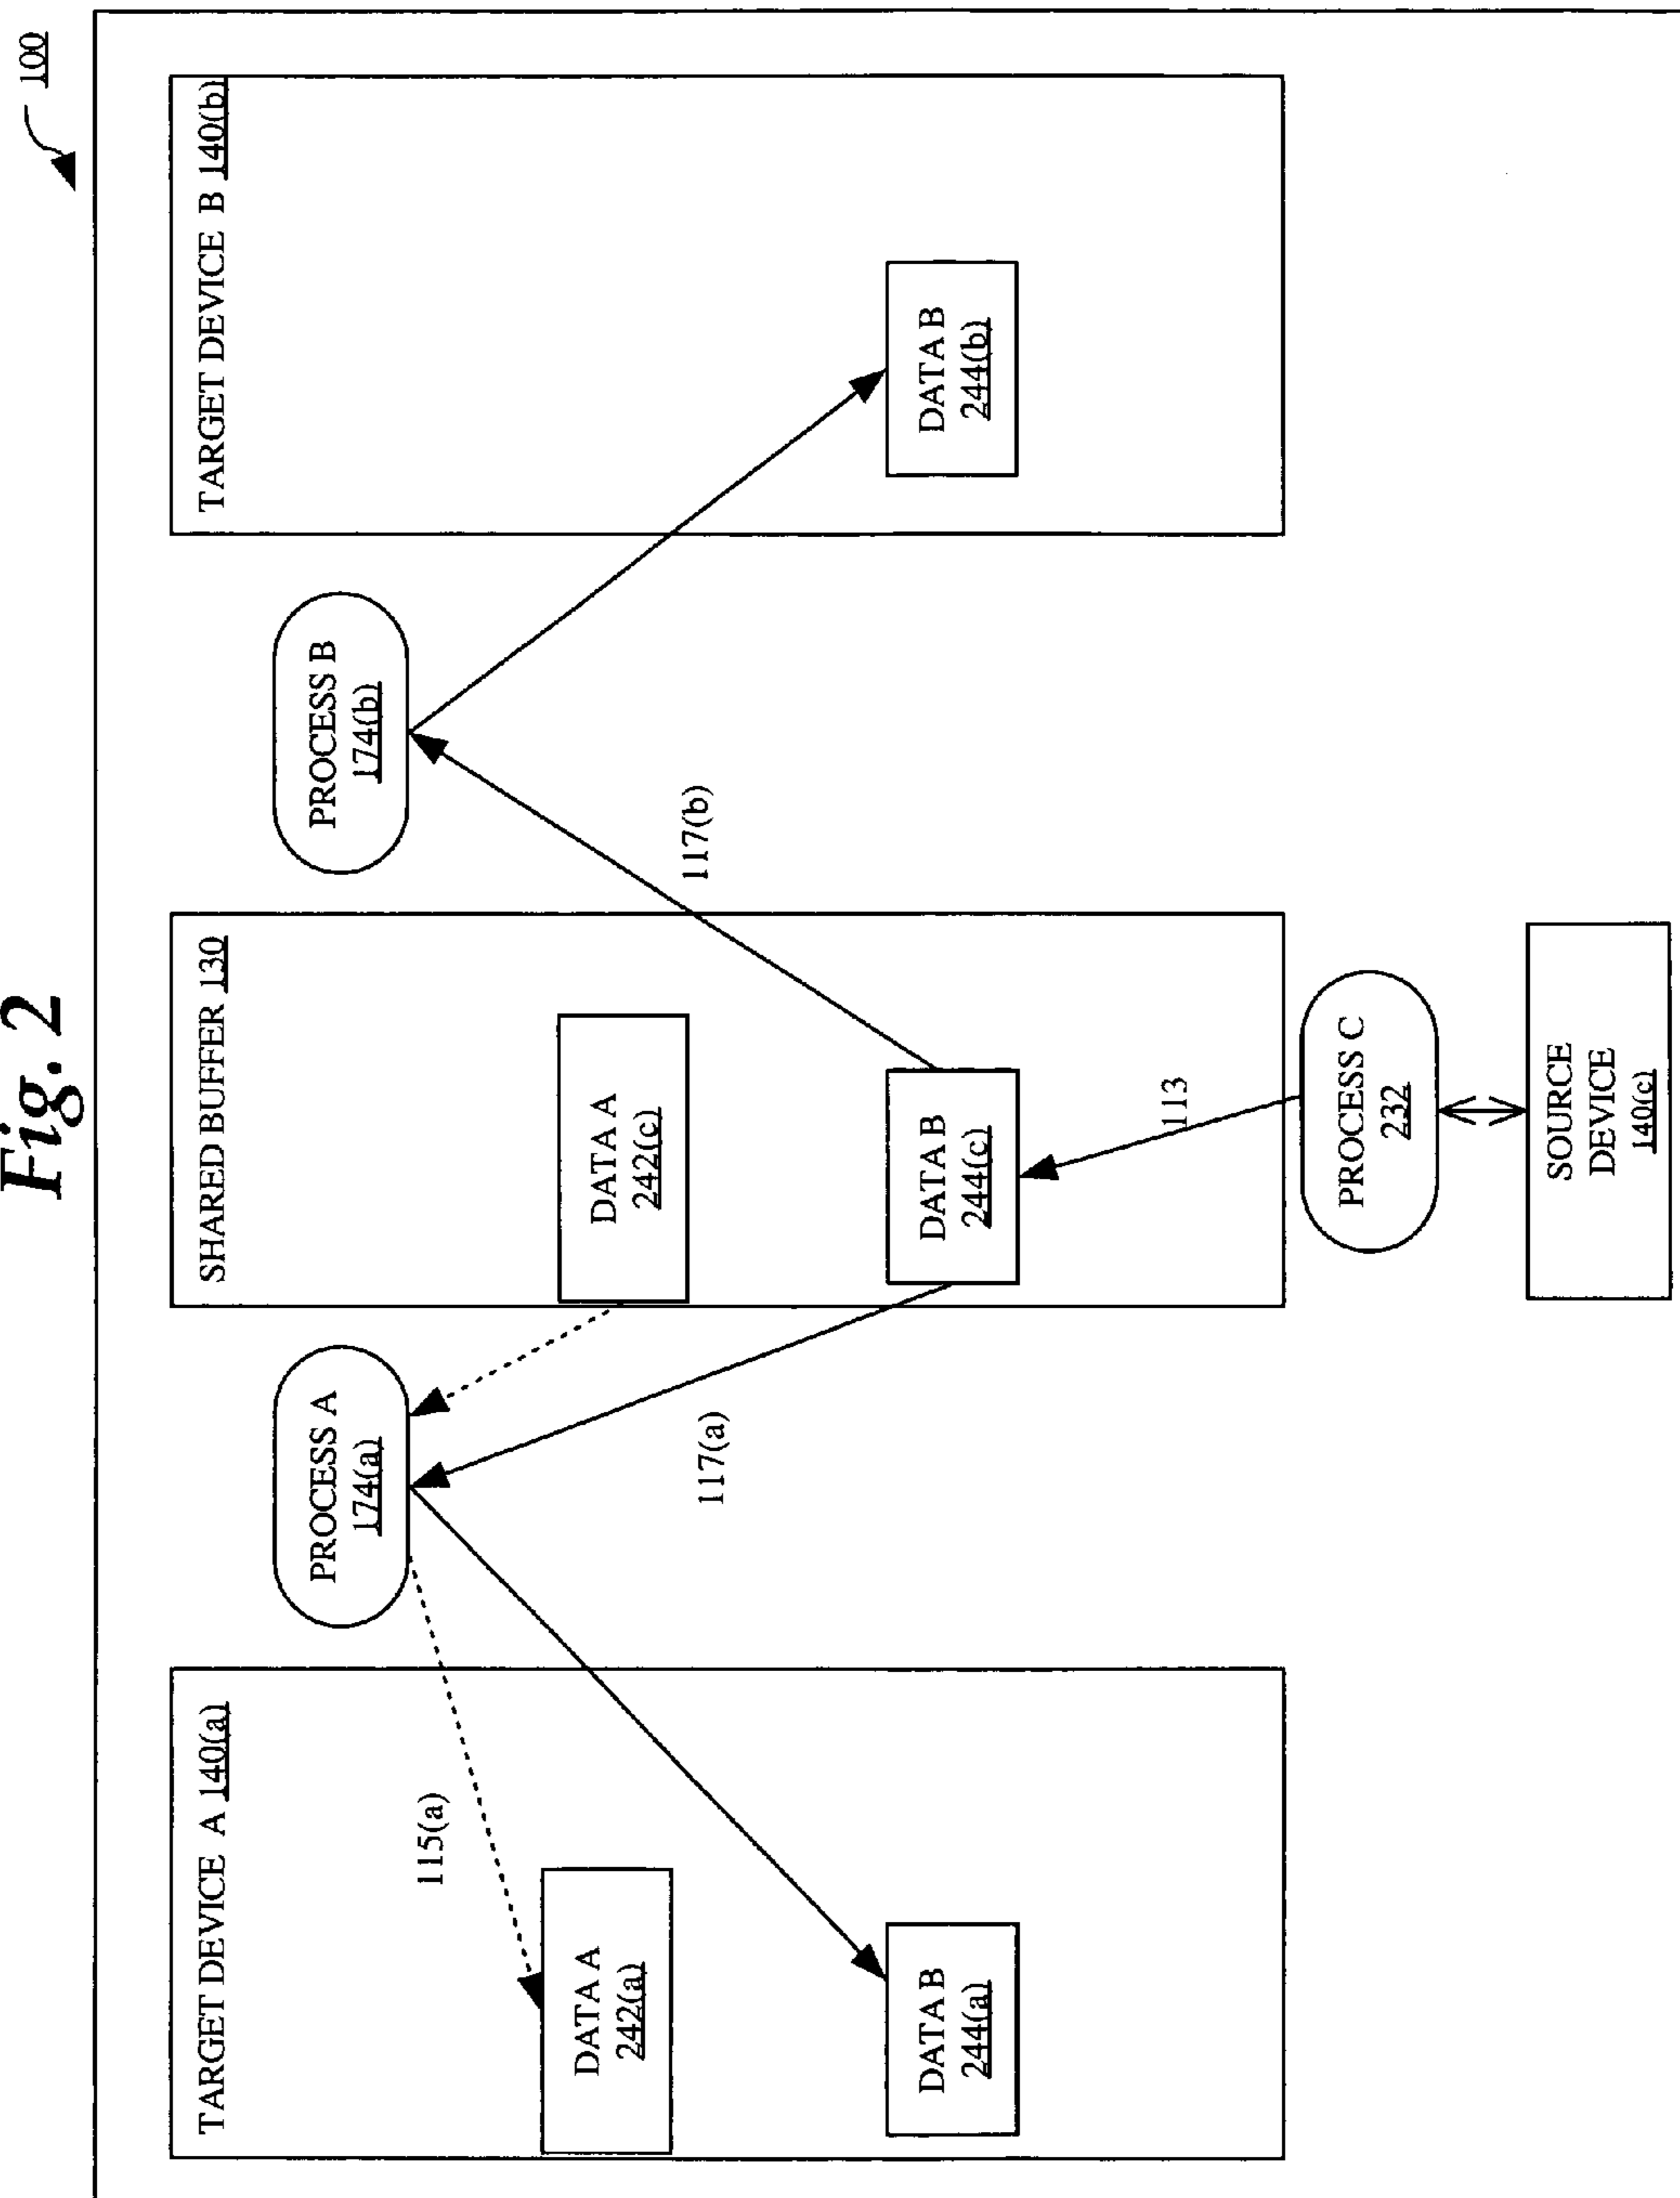 Fig. 2
100
TARGET DEVICE A 140(a)
SHARED BUFFER 130
TARGET DEVICE B 140(b)
PROCESS A
174(a)
PROCESS B
174(b)
115(a)
DATA A
242(a)
DATA A
242(c)
117(a)
117(b)
DATA B
244(a)
DATA B
244(c)
DATA B
244(b)
113
PROCESS C
232
SOURCE
DEVICE
140(c)